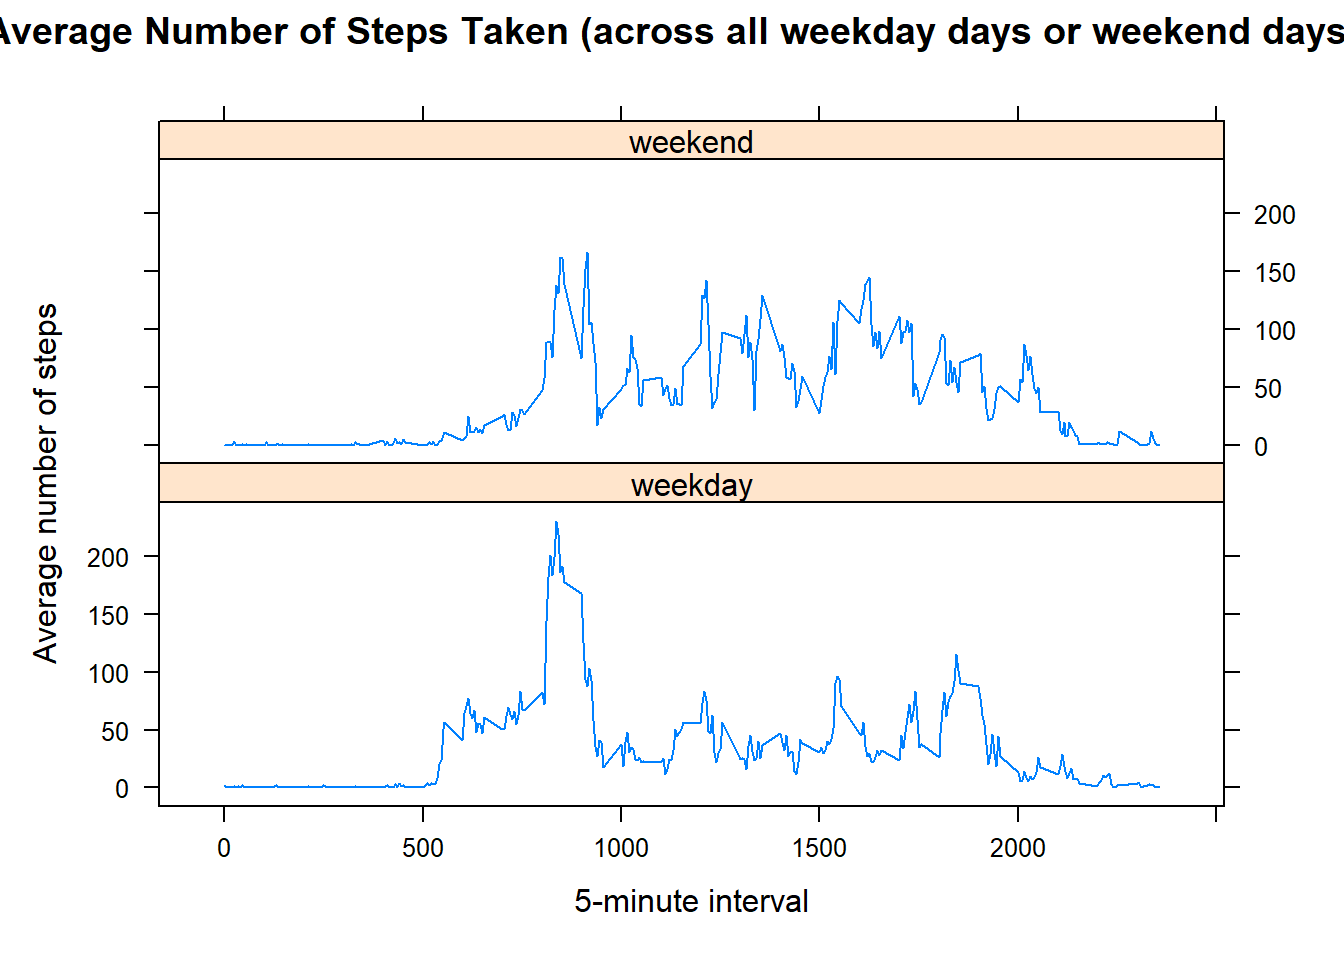 Average Number of Steps Taken (across all weekday days or weekend days
weekend
200
150
100
50
0
weekday
200
150
100
50
0
Average number of steps
0 500 1000 1500 2000
5-minute interval